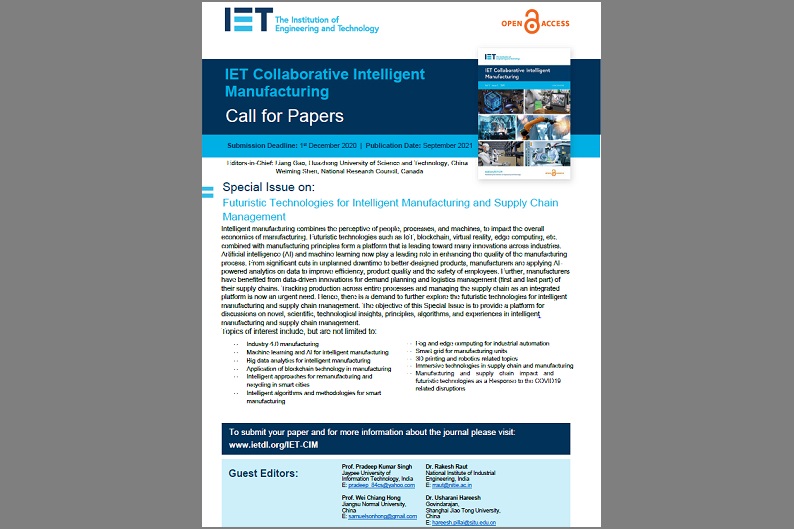 IET The Institution of
Engineering and Technology
OPEN ACCESS
IET Collaborative Intelligent
Manufacturing
Call for Papers
IET
IET Collaborative Intelligent
Manufacturing
Submission Deadline: 1st December 2020 | Publication Date: September 2021
Editors-in-Chief: Liang Gao, Huazhong University of Science and Technology, China
Weiming Shen, National Research Council, Canada
Special Issue on:
Futuristic Technologies for Intelligent Manufacturing and Supply Chain
Management
Intelligent manufacturing combines the perceptive of people, processes, and machines, to impact the overall
economics of manufacturing. Futuristic technologies such as IoT, blockchain, virtual reality, edge computing, etc.
combined with manufacturing principles form a platform that is leading toward many innovations across industries.
Artificial intelligence (AI) and machine learning now play a leading role in enhancing the quality of the manufacturing
process. From significant cuts in unplanned downtime to better-designed products, manufacturers are applying AI-
powered analytics on data to improve efficiency, product quality and the safety of employees. Further, manufacturers
have benefited from data-driven innovations for demand planning and logistics management (first and last part) of
their supply chains. Tracking production across entire processes and managing the supply chain as an integrated
platform is now an urgent need. Hence, there is a demand to further explore the futuristic technologies for intelligent
manufacturing and supply chain management. The objective of this Special Issue is to provide a platform for
discussions on novel, scientific, technological insights, principles, algorithms, and experiences in intelligent
manufacturing and supply chain management.
Topics of interest include, but are not limited to:
Industry 4.0 manufacturing
Machine learning and AI for intelligent manufacturing
Big data analytics for intelligent manufacturing
Application of blockchain technology in manufacturing
Intelligent approaches for remanufacturing and
recycling in smart cities
Intelligent algorithms and methodologies for smart
manufacturing
Fog and edge computing for industrial automation
Smart grid for manufacturing units
3D printing and robotics related topics
Immersive technologies in supply chain and manufacturing
Manufacturing and supply chain impact and
futuristic technologies as a Response to the COVID19
related disruptions
To submit your paper and for more information about the journal please visit:
www.ietdl.org/IET-CIM
Guest Editors:
Prof. Pradeep Kumar Singh
Jaypee University of
Information Technology, India
E: pradeep_84cs@yahoo.com
Dr. Rakesh Raut
National Institute of Industrial
Engineering, India
E: rraut@nitie.ac.in
Prof. Wei Chiang Hong
Jiangsu Normal University,
China
E: samuelsonhong@gmail.com
Dr. Usharani Hareesh
Govindarajan,
Shanghai Jiao Tong University,
China
E: hareesh.pillai@sjtu.edu.cn